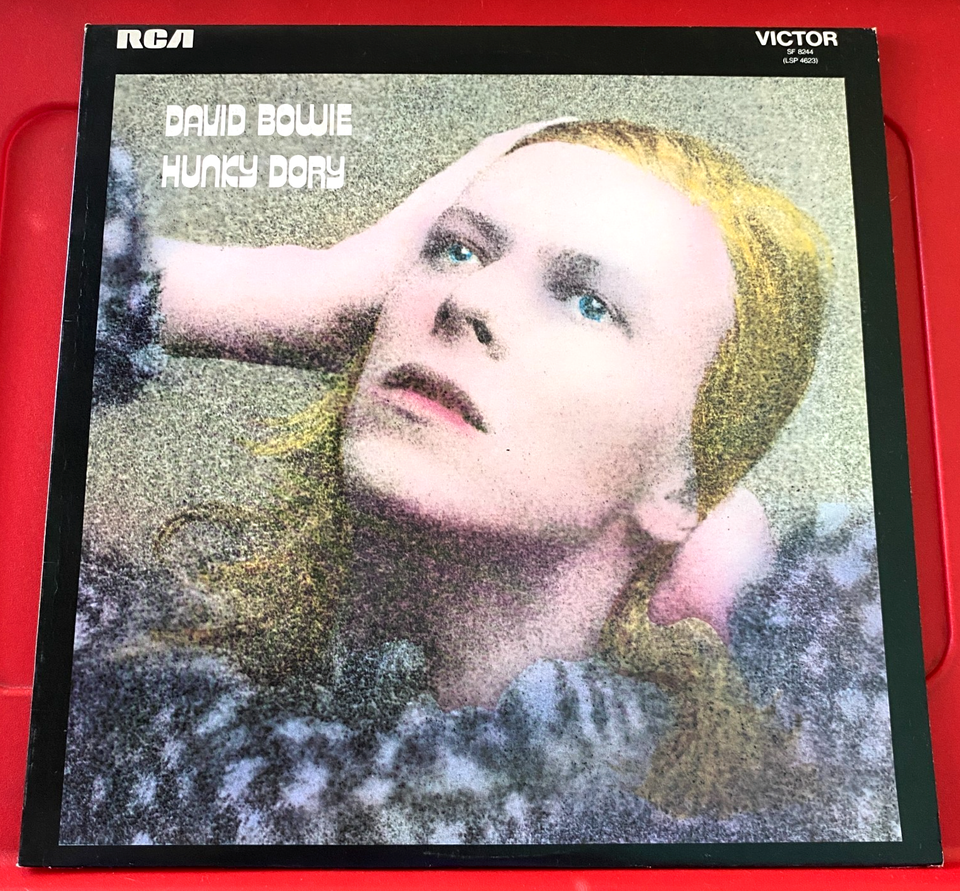 RCA
VICTOR
SF 8244
(LSP 4623)
DAVID BOWIE
HUNKY DORY